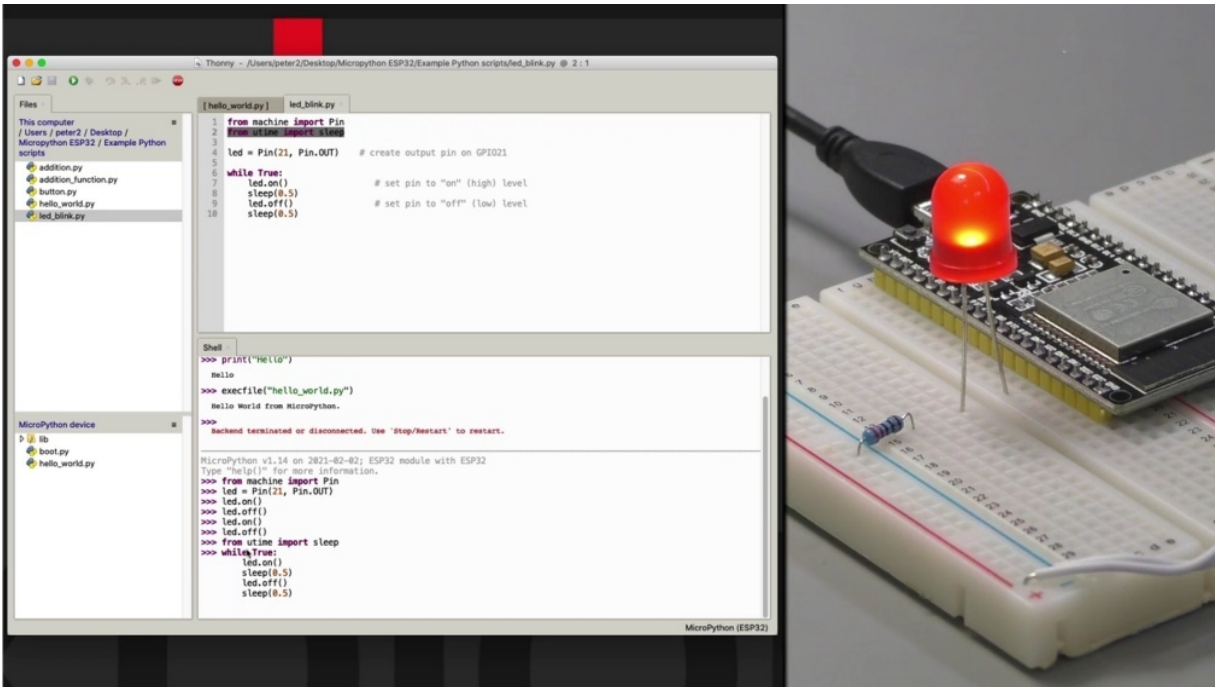 Thonny - /Users/peter2/Desktop/Micropython ESP32/Example Python scripts/led_blink.py @ 2 : 1
Files
This computer
/ Users / peter2 / Desktop /
Micropython ESP32 / Example Python
scripts
addition.py
addition_function.py
button.py
hello_world.py
led_blink.py
MicroPython device
lib
boot.py
hello_world.py
[ hello_world.py ] led_blink.py
1 from machine import Pin
2 from utime import sleep
3
4 led = Pin(21, Pin.OUT) # create output pin on GPIO21
5
6 while True:
7 led.on() # set pin to "on" (high) level
8 sleep(0.5)
9 led.off() # set pin to "off" (low) level
10 sleep(0.5)
Shell
>>> print("Hello")
Hello
>>> execfile("hello_world.py")
Hello World from MicroPython.
>>>
Backend terminated or disconnected. Use 'Stop/Restart' to restart.
MicroPython v1.14 on 2021-02-02; ESP32 module with ESP32
Type "help()" for more information.
>>> from machine import Pin
>>> led = Pin(21, Pin.OUT)
>>> led.on()
>>> led.off()
>>> led.on()
>>> led.off()
>>> from utime import sleep
>>> while True:
led.on()
sleep(0.5)
led.off()
sleep(0.5)
MicroPython (ESP32)